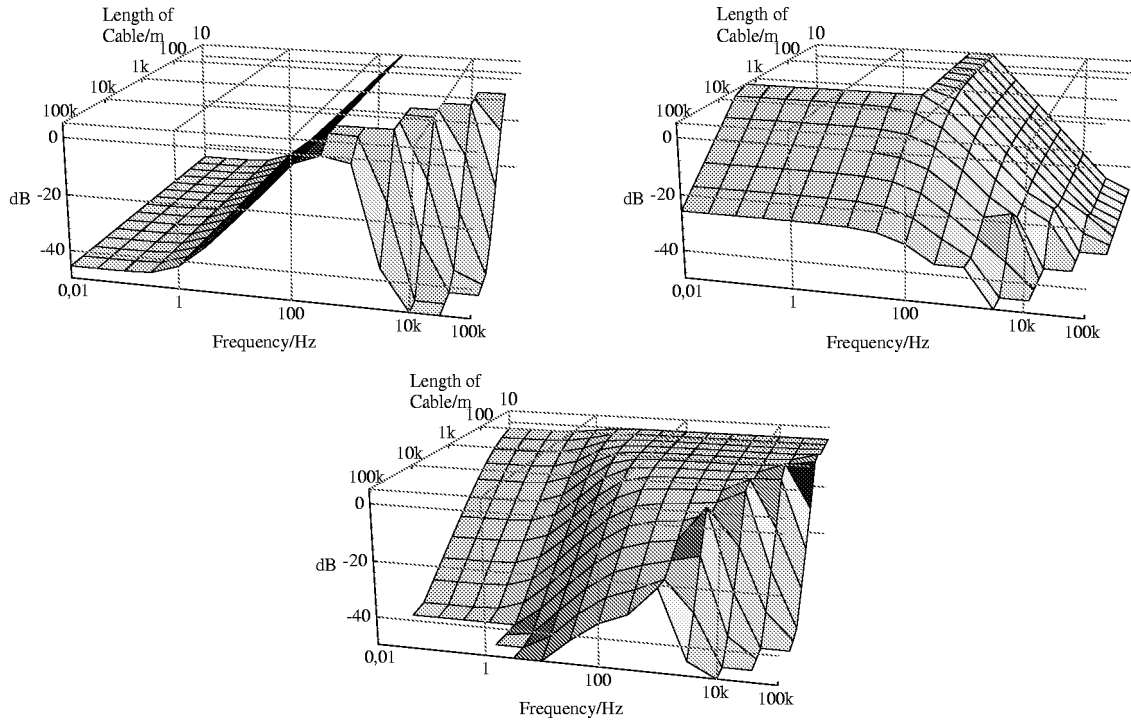 Length of
Cable/m
10
100
1k
10k
100k
0
-20
dB
-40
0,01
1
100
10k
100k
Frequency/Hz
Length of
Cable/m
10
100
1k
10k
100k
0
-20
dB
-40
0,01
1
100
10k
100k
Frequency/Hz
Length of
Cable/m
10
100
1k
10k
100k
0
dB
-20
-40
0,01
1
100
10k
100k
Frequency/Hz